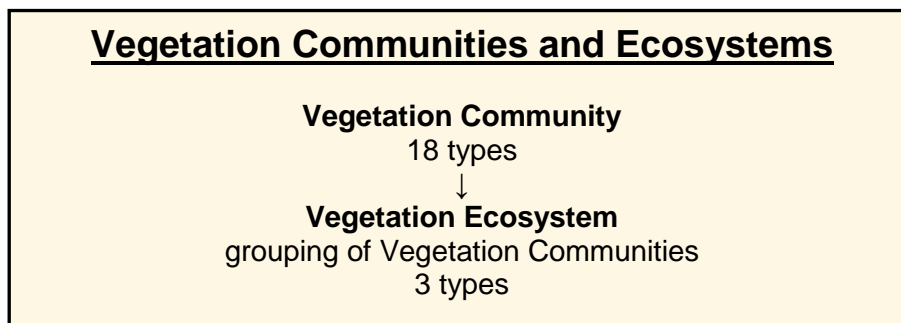 Vegetation Communities and Ecosystems
Vegetation Community
18 types
↓
Vegetation Ecosystem
grouping of Vegetation Communities
3 types